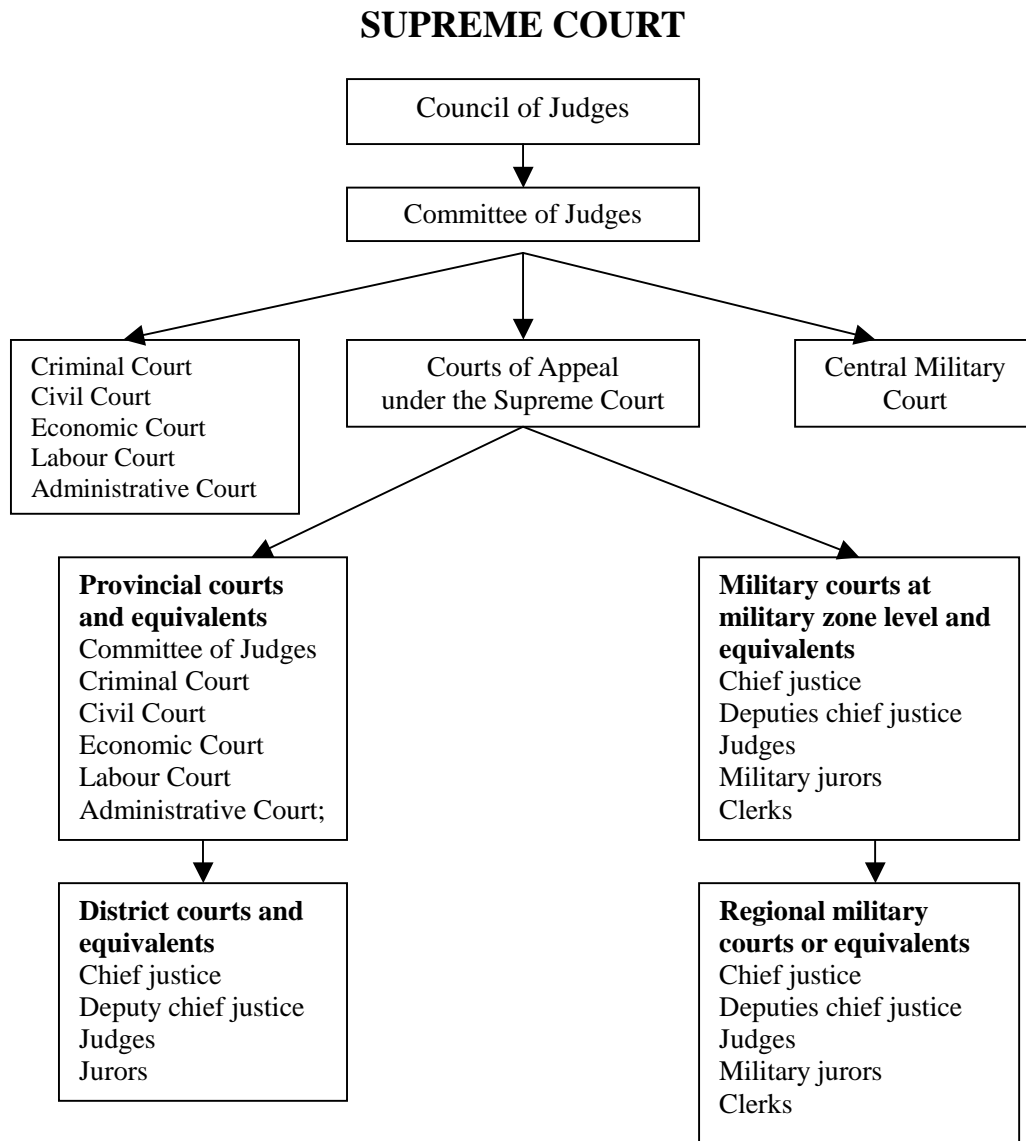 SUPREME COURT
Council of Judges
Committee of Judges
Criminal Court
Civil Court
Economic Court
Labour Court
Administrative Court
Courts of Appeal
under the Supreme Court
Central Military
Court
Provincial courts
and equivalents
Committee of Judges
Criminal Court
Civil Court
Economic Court
Labour Court
Administrative Court;
Military courts at
military zone level and
equivalents
Chief justice
Deputies chief justice
Judges
Military jurors
Clerks
District courts and
equivalents
Chief justice
Deputy chief justice
Judges
Jurors
Regional military
courts or equivalents
Chief justice
Deputies chief justice
Judges
Military jurors
Clerks